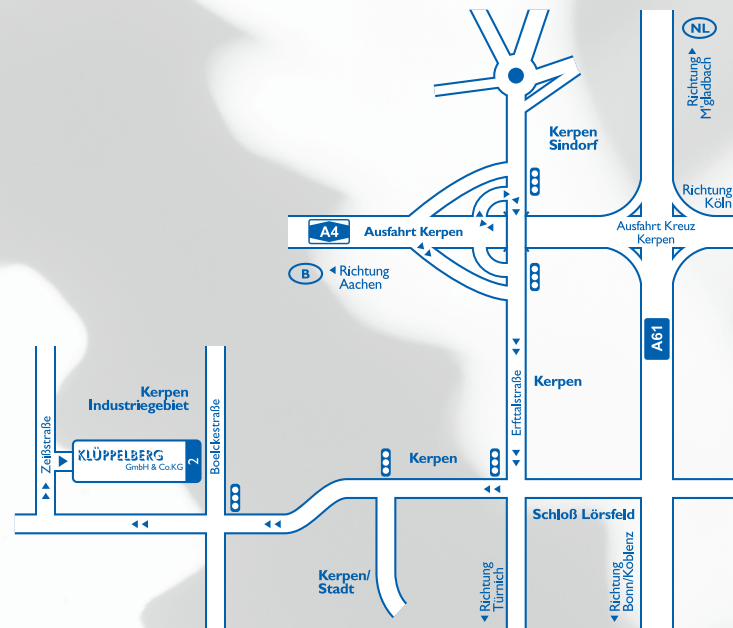 NL
Richtung
M'gladbach
Kerpen
Sindorf
Richtung
Köln
A4
Ausfahrt Kerpen
Ausfahrt Kreuz
Kerpen
B
Richtung
Aachen
A61
Kerpen
Industriegebiet
Kerpen
Erfttalstraße
Zeißstraße
KLÜPPELBERG
GmbH & Co.KG
2
Boelckestraße
Kerpen
Schloß Lörsfeld
Kerpen/
Stadt
Richtung
Türnich
Richtung
Bonn/Koblenz